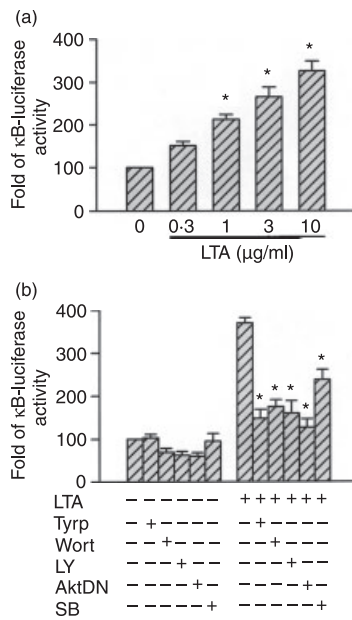 (a)
Fold of κB-luciferase
activity
400
300
200
100
0
0 0·3 1 3 10
* * *
LTA (μg/ml)
(b)
Fold of κB-luciferase
activity
400
300
200
100
0
* * * * *
LTA – – – – – – + + + + + +
Tyrp – + – – – – – + – – – –
Wort – – + – – – – – + – – –
LY – – – + – – – – – + – –
AktDN – – – – + – – – – – + –
SB – – – – – + – – – – – +